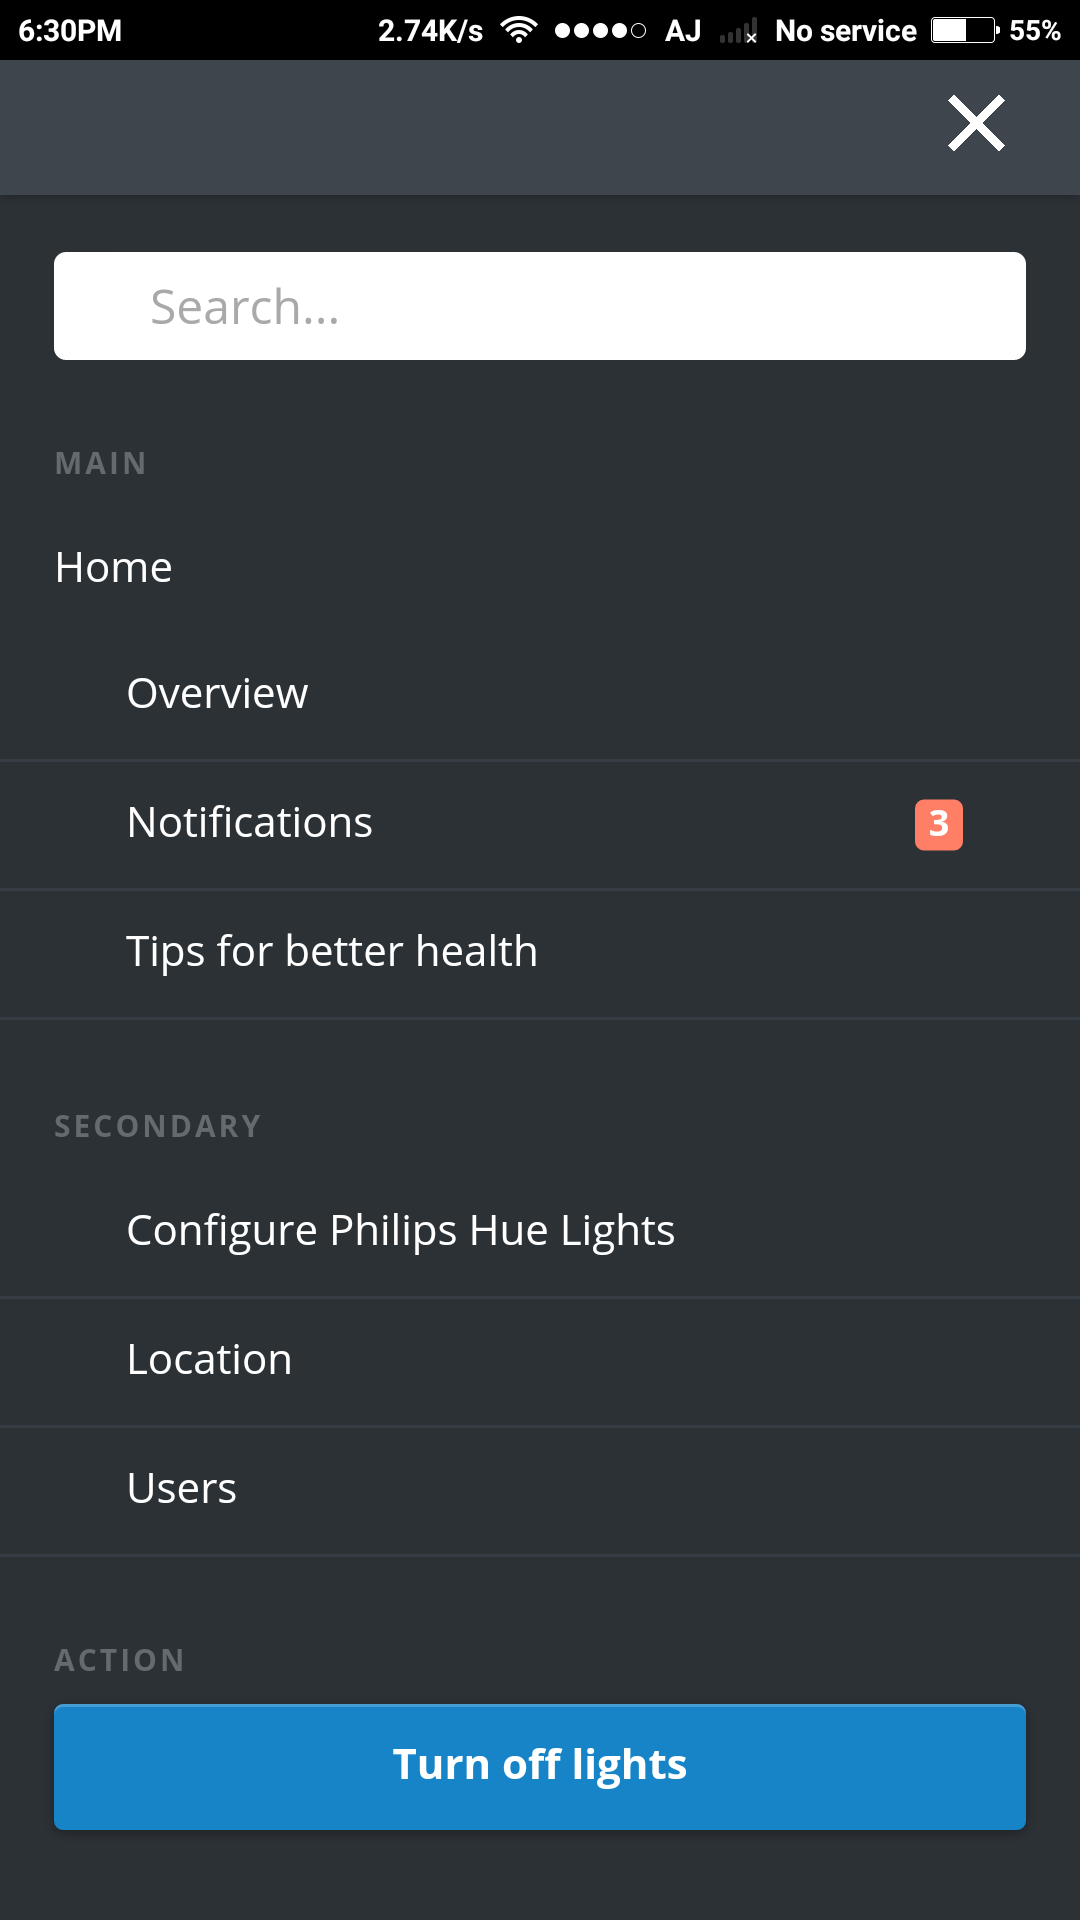 6:30PM 2.74K/s AJ No service 55%
Search...
MAIN
Home
Overview
Notifications 3
Tips for better health
SECONDARY
Configure Philips Hue Lights
Location
Users
ACTION
Turn off lights